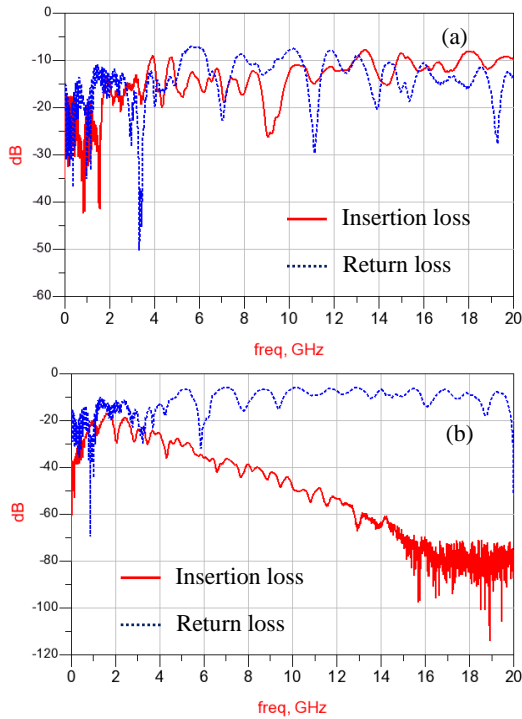 0
-10
-20
-30
-40
-50
-60
dB
(a)
Insertion loss
Return loss
0 2 4 6 8 10 12 14 16 18 20
freq, GHz
0
-20
-40
-60
-80
-100
-120
dB
(b)
Insertion loss
Return loss
0 2 4 6 8 10 12 14 16 18 20
freq, GHz